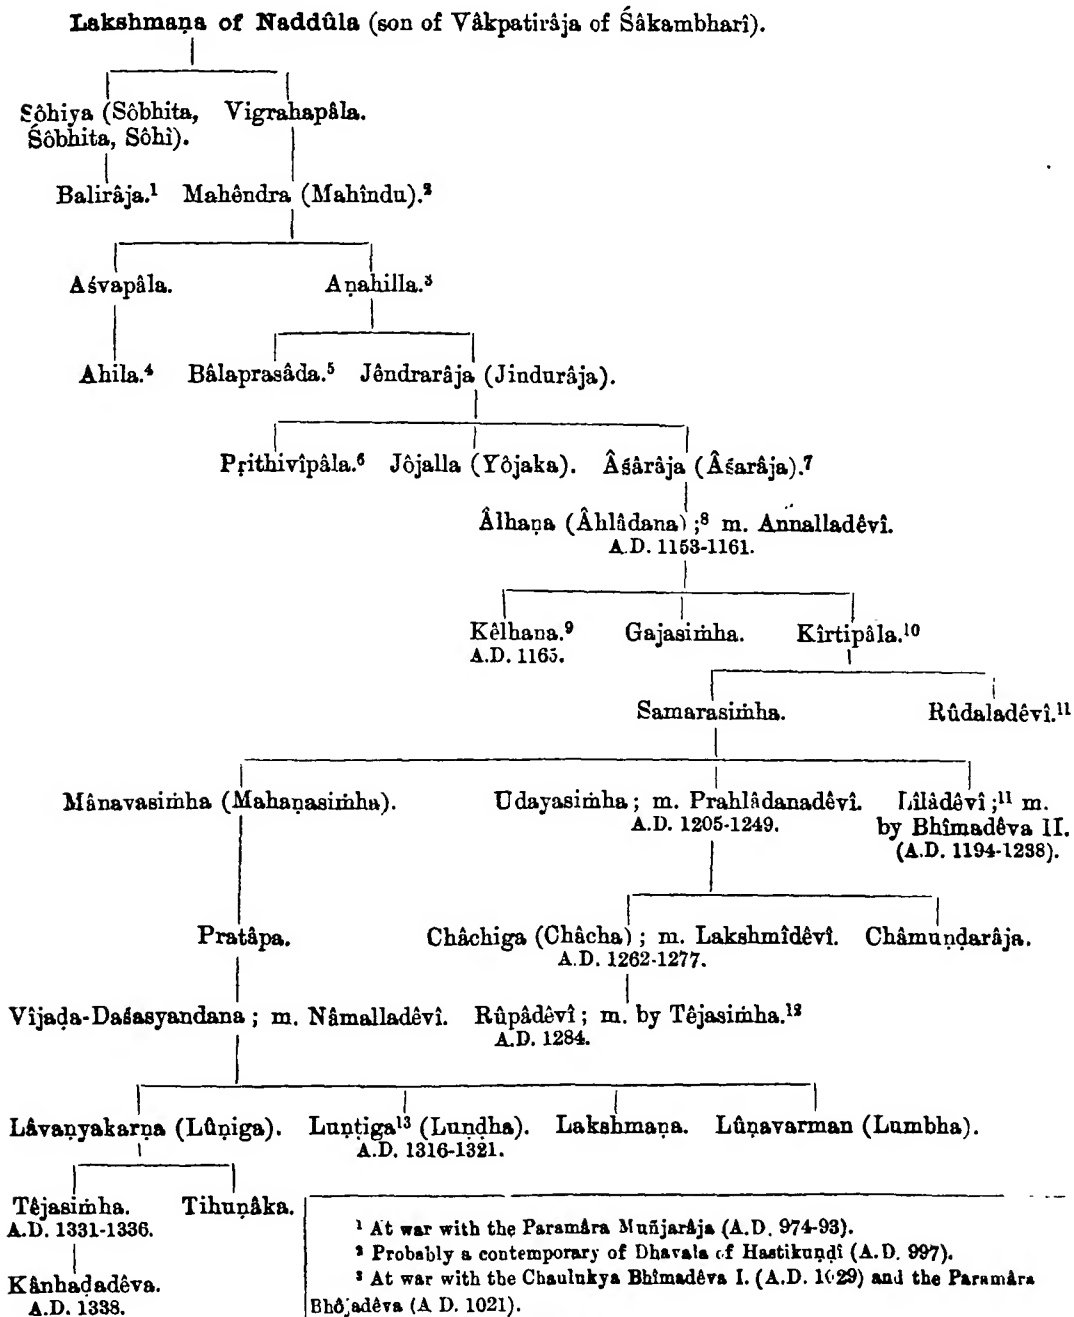 Lakshmaṇa of Naddûla (son of Vâkpatirâja of Śâkambharî).
Sôhiya (Sôbhita, Vigrahapâla.
Śôbhita, Sôhi).
Balirâja.¹ Mahêndra (Mahîndu).²
Aśvapâla. Aṇahilla.³
Ahila.⁴ Bâlaprasâda.⁵ Jêndrarâja (Jindurâja).
Pṛithivîpâla.⁶ Jôjalla (Yôjaka). Âśârâja (Âśarâja).⁷
Âlhaṇa (Âhlâdana);⁸ m. Annalladêvî.
A.D. 1153-1161.
Kêlhana.⁹ Gajasiṁha. Kîrtipâla.¹⁰
A.D. 1165.
Samarasiṁha. Rûdaladêvî.¹¹
Mânavasiṁha (Mahaṇasiṁha). Udayasiṁha; m. Prahlâdanadêvî. Lîlâdêvî;¹¹ m.
A.D. 1205-1249. by Bhîmadêva II.
(A.D. 1194-1238).
Pratâpa. Châchiga (Châcha); m. Lakshmîdêvî. Châmuṇḍarâja.
A.D. 1262-1277.
Vîjaḍa-Daśasyandana; m. Nâmalladêvî. Rûpâdêvî; m. by Têjasiṁha.¹²
A.D. 1284.
Lâvaṇyakarṇa (Lûṇiga). Luṇṭiga¹³ (Luṇḍha). Lakshmaṇa. Lûṇavarman (Lumbha).
A.D. 1316-1321.
Têjasiṁha. Tihuṇâka.
A.D. 1331-1336.
Kânhaḍadêva.
A.D. 1338.
¹ At war with the Paramâra Muñjarâja (A.D. 974-93).
² Probably a contemporary of Dhavala of Hastikuṇḍî (A.D. 997).
³ At war with the Chaulukya Bhîmadêva I. (A.D. 1029) and the Paramâra
Bhôjadêva (A D. 1021).